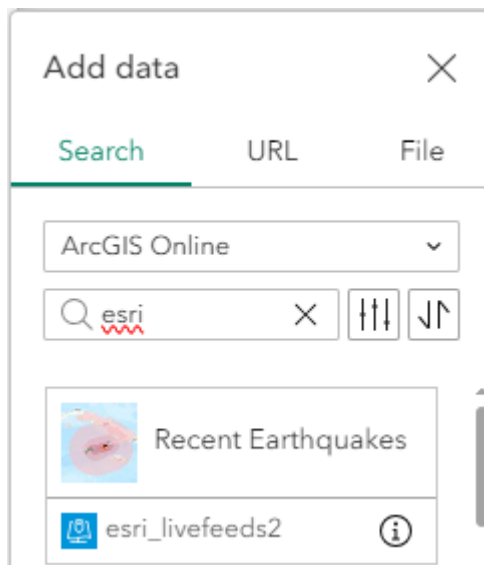 Add data
Search URL File
ArcGIS Online
esri
Recent Earthquakes
esri_livefeeds2